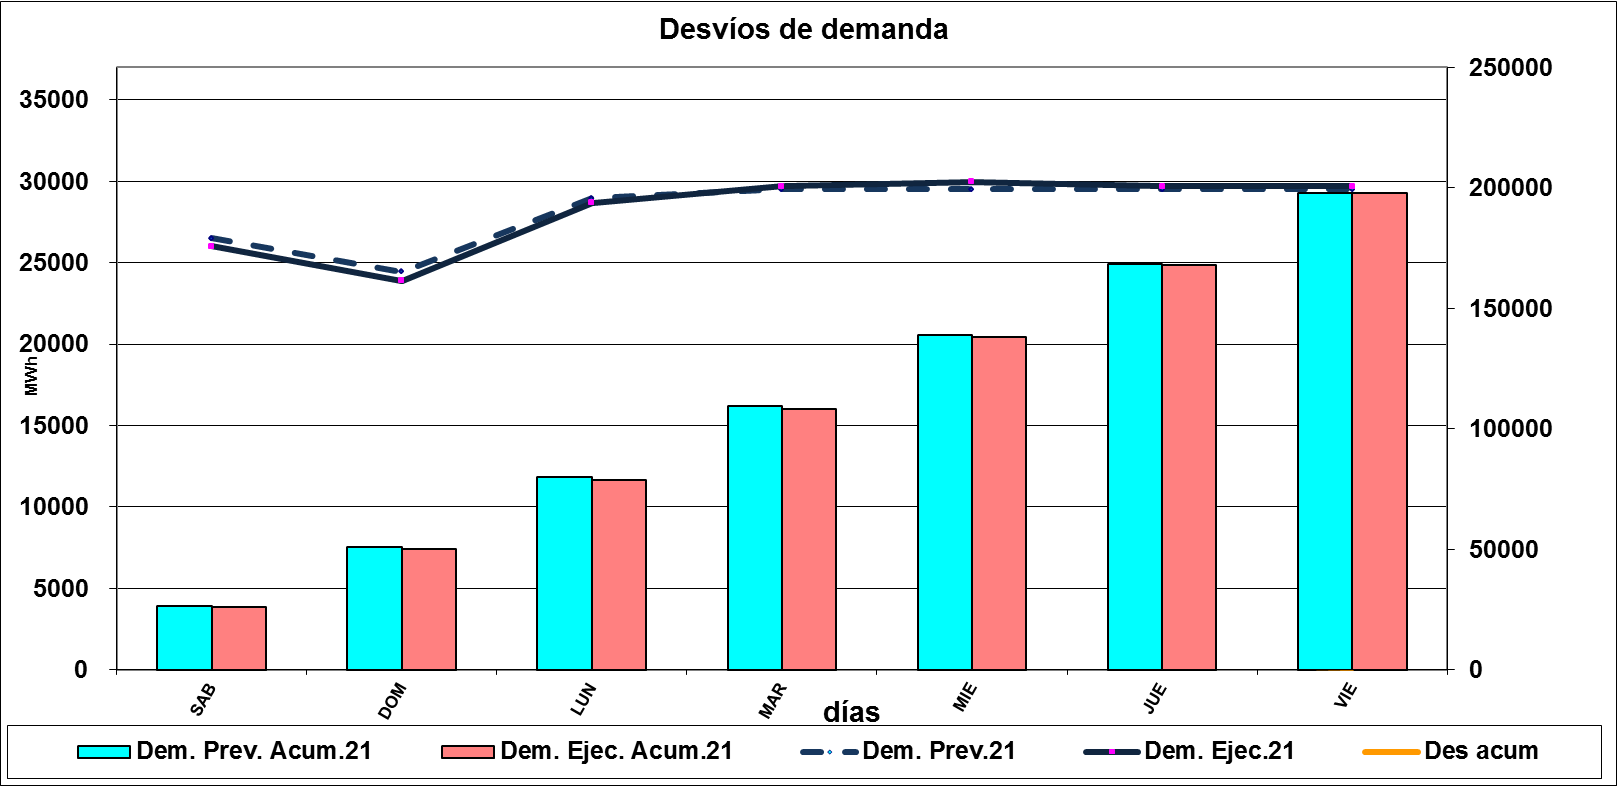 Desvíos de demanda
35000
30000
25000
20000
15000
10000
5000
0
MWh
250000
200000
150000
100000
50000
0
SAB
DOM
LUN
MAR
MIE
JUE
VIE
días
Dem. Prev. Acum.21
Dem. Ejec. Acum.21
Dem. Prev.21
Dem. Ejec.21
Des acum